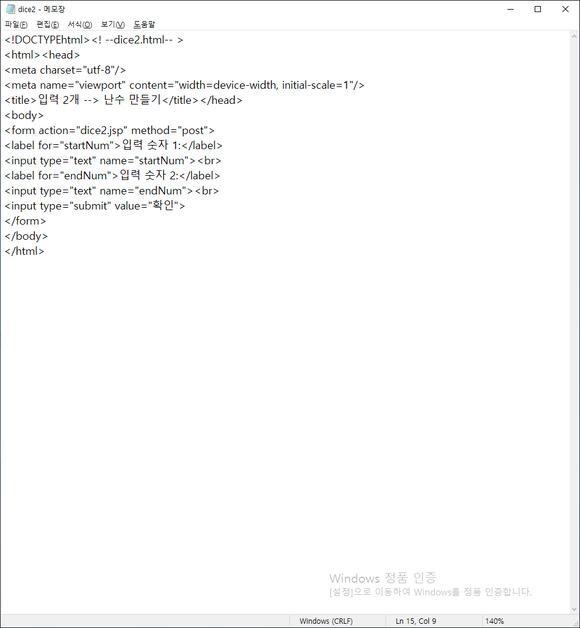 dice2 - 메모장
파일(F) 편집(E) 서식(O) 보기(V) 도움말
<!DOCTYPEhtml><! --dice2.html-- >
<html><head>
<meta charset="utf-8"/>
<meta name="viewport" content="width=device-width, initial-scale=1"/>
<title>입력 2개 --> 난수 만들기</title></head>
<body>
<form action="dice2.jsp" method="post">
<label for="startNum">입력 숫자 1:</label>
<input type="text" name="startNum"><br>
<label for="endNum">입력 숫자 2:</label>
<input type="text" name="endNum"><br>
<input type="submit" value="확인">
</form>
</body>
</html>
Windows 정품 인증
[설정]으로 이동하여 Windows를 정품 인증합니다.
Windows (CRLF) Ln 15, Col 9 140%